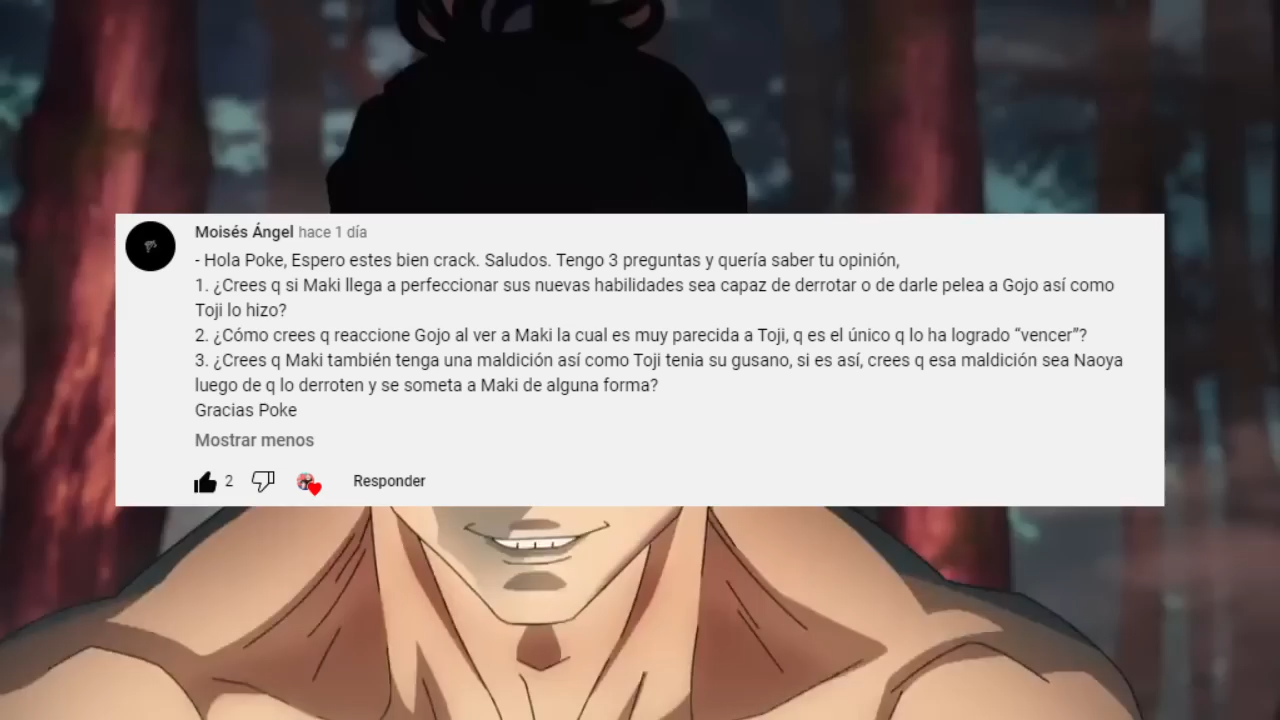 Moisés Ángel hace 1 día
- Hola Poke, Espero estes bien crack. Saludos. Tengo 3 preguntas y quería saber tu opinión,
1. ¿Crees q si Maki llega a perfeccionar sus nuevas habilidades sea capaz de derrotar o de darle pelea a Gojo así como
Toji lo hizo?
2. ¿Cómo crees q reaccione Gojo al ver a Maki la cual es muy parecida a Toji, q es el único q lo ha logrado “vencer”?
3. ¿Crees q Maki también tenga una maldición así como Toji tenia su gusano, si es así, crees q esa maldición sea Naoya
luego de q lo derroten y se someta a Maki de alguna forma?
Gracias Poke
Mostrar menos
2 Responder